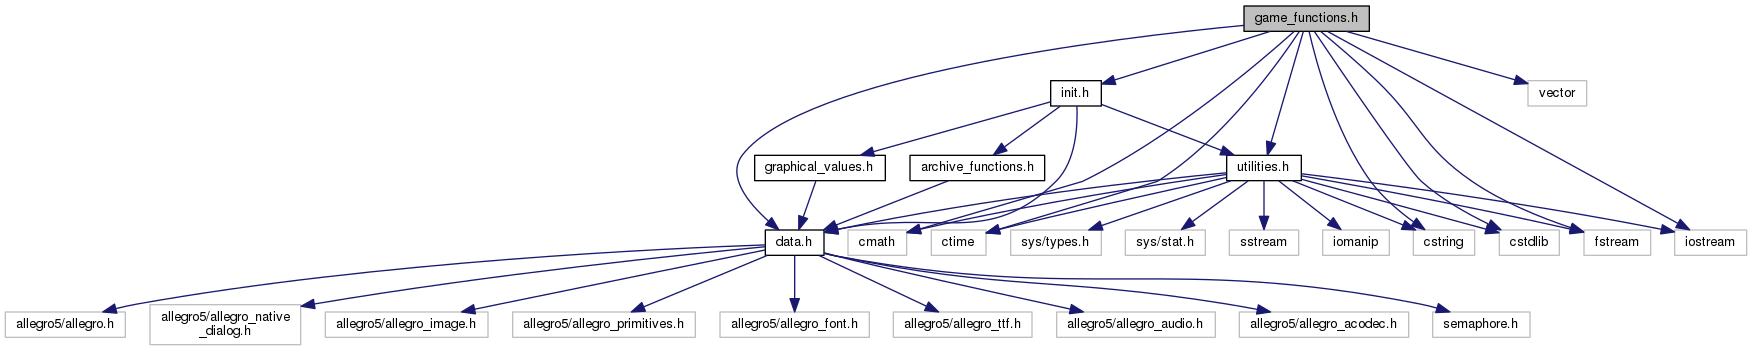 game_functions.h
init.h
vector
graphical_values.h
archive_functions.h
utilities.h
data.h
cmath
ctime
sys/types.h
sys/stat.h
sstream
iomanip
cstring
cstdlib
fstream
iostream
allegro5/allegro.h
allegro5/allegro_native
_dialog.h
allegro5/allegro_image.h
allegro5/allegro_primitives.h
allegro5/allegro_font.h
allegro5/allegro_ttf.h
allegro5/allegro_audio.h
allegro5/allegro_acodec.h
semaphore.h